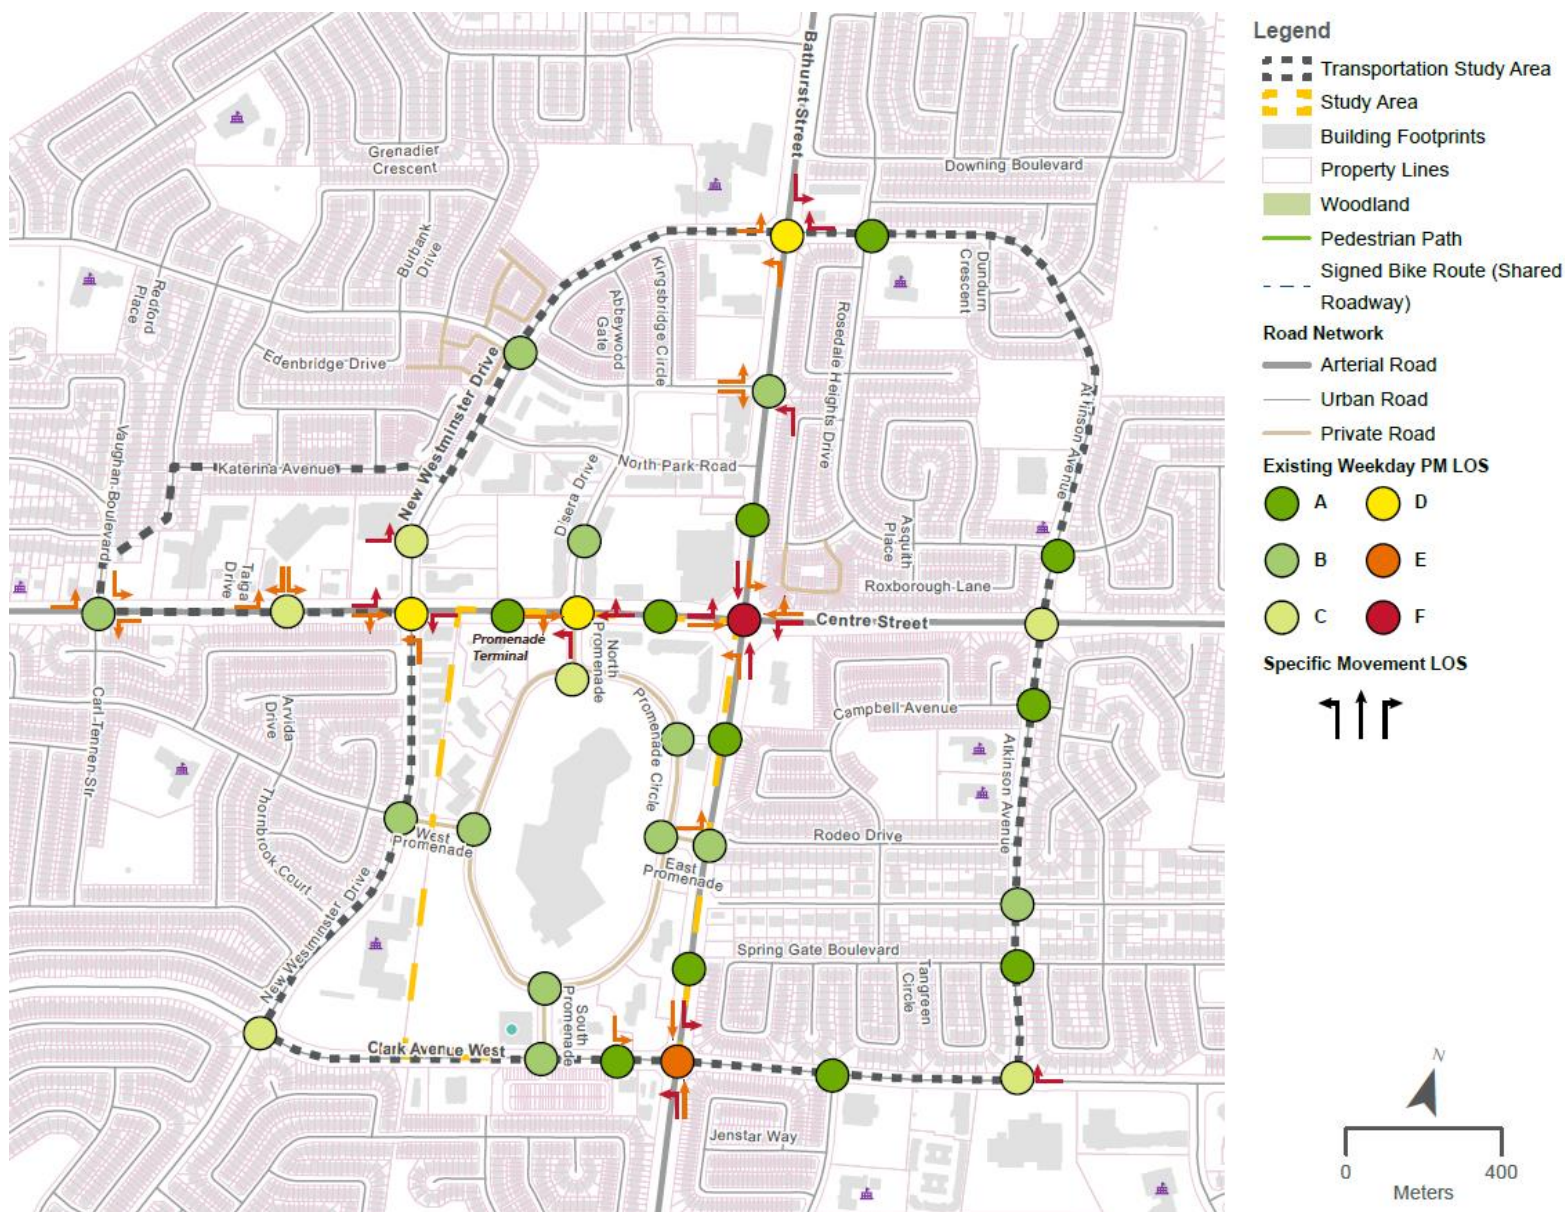 Bathurst Street
Grenadier
Crescent
Downing Boulevard
Burbank
Drive
Redford
Place
Kingsbridge Circle
Abbeywood
Gate
Dundurn
Crescent
Rosedale Heights Drive
Edenbridge Drive
New Westminster Drive
Atkinson Avenue
Vaughan Boulevard
Katerina Avenue
North Park Road
Disera Drive
Asquith
Place
Taiga
Drive
Roxborough Lane
Centre Street
Promenade
Terminal
North
Promenade
Promenade Circle
Campbell Avenue
Carl Tennen Str
Arvida
Drive
Atkinson Avenue
Thornbrook Court
West
Promenade
Rodeo Drive
East
Promenade
New Westminster Drive
Spring Gate Boulevard
Tangreen
Circle
South
Promenade
Clark Avenue West
Jenstar Way
Legend
Transportation Study Area
Study Area
Building Footprints
Property Lines
Woodland
Pedestrian Path
Signed Bike Route (Shared
Roadway)
Road Network
Arterial Road
Urban Road
Private Road
Existing Weekday PM LOS
A D
B E
C F
Specific Movement LOS
N
0 400
Meters